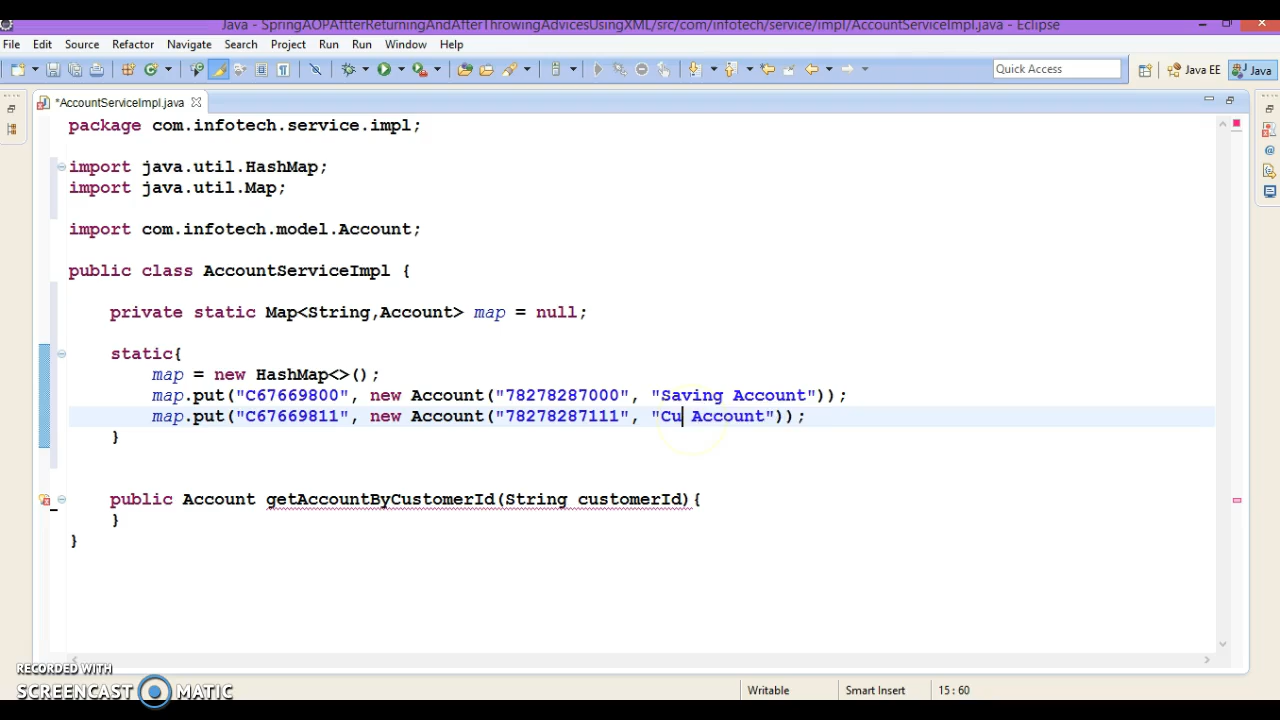 Java - SpringAOPAftterReturningAndAfterThrowingAdvicesUsingXML/src/com/infotech/service/impl/AccountServiceImpl.java - Eclipse
File Edit Source Refactor Navigate Search Project Run Run Window Help
Quick Access Java EE Java
*AccountServiceImpl.java
package com.infotech.service.impl;
import java.util.HashMap;
import java.util.Map;
import com.infotech.model.Account;
public class AccountServiceImpl {
private static Map<String,Account> map = null;
static{
map = new HashMap<>();
map.put("C67669800", new Account("78278287000", "Saving Account"));
map.put("C67669811", new Account("78278287111", "Cu Account"));
}
public Account getAccountByCustomerId(String customerId){
}
}
RECORDED WITH
SCREENCAST MATIC
Writable Smart Insert 15 : 60